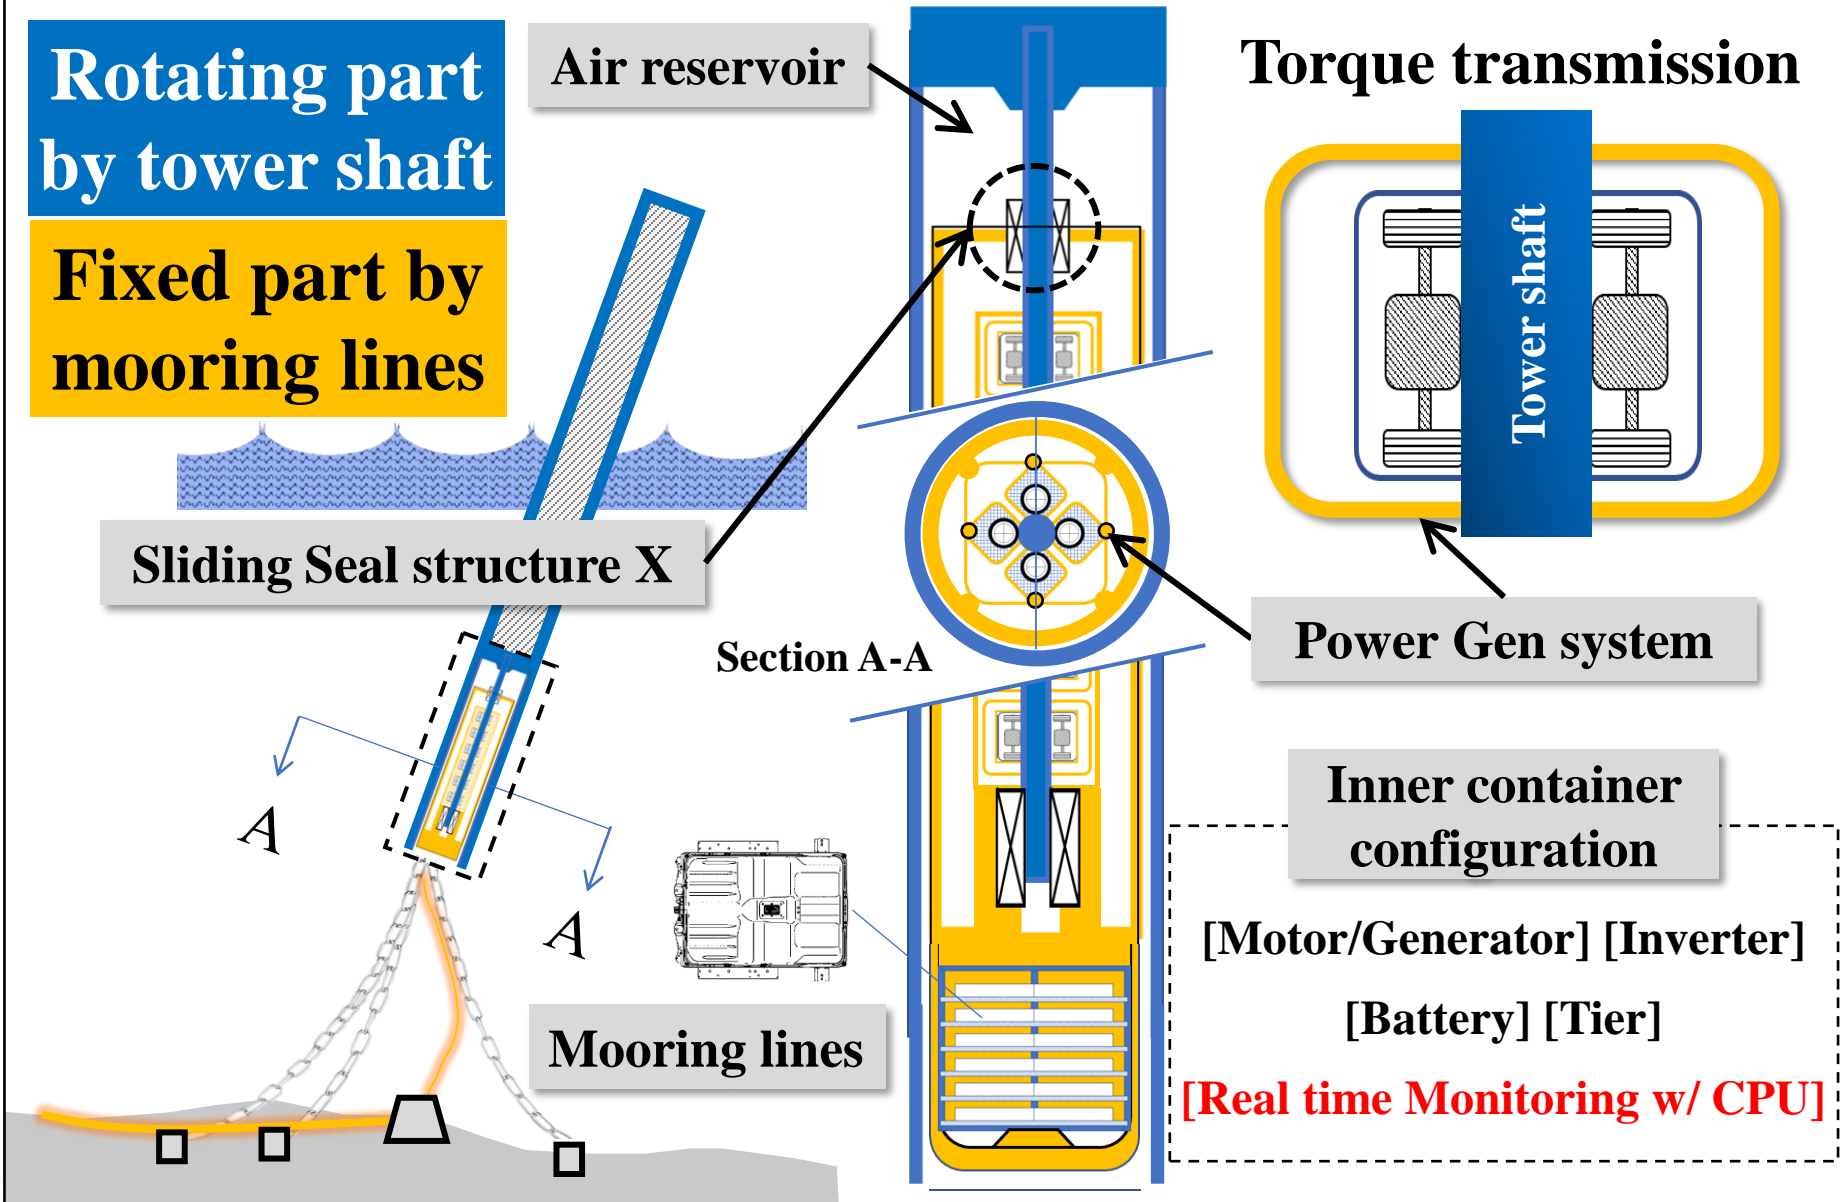 Rotating part
by tower shaft
Fixed part by
mooring lines
Air reservoir
Torque transmission
Tower shaft
Sliding Seal structure X
Section A-A
Power Gen system
A
A
Mooring lines
Inner container
configuration
[Motor/Generator] [Inverter]
[Battery] [Tier]
[Real time Monitoring w/ CPU]